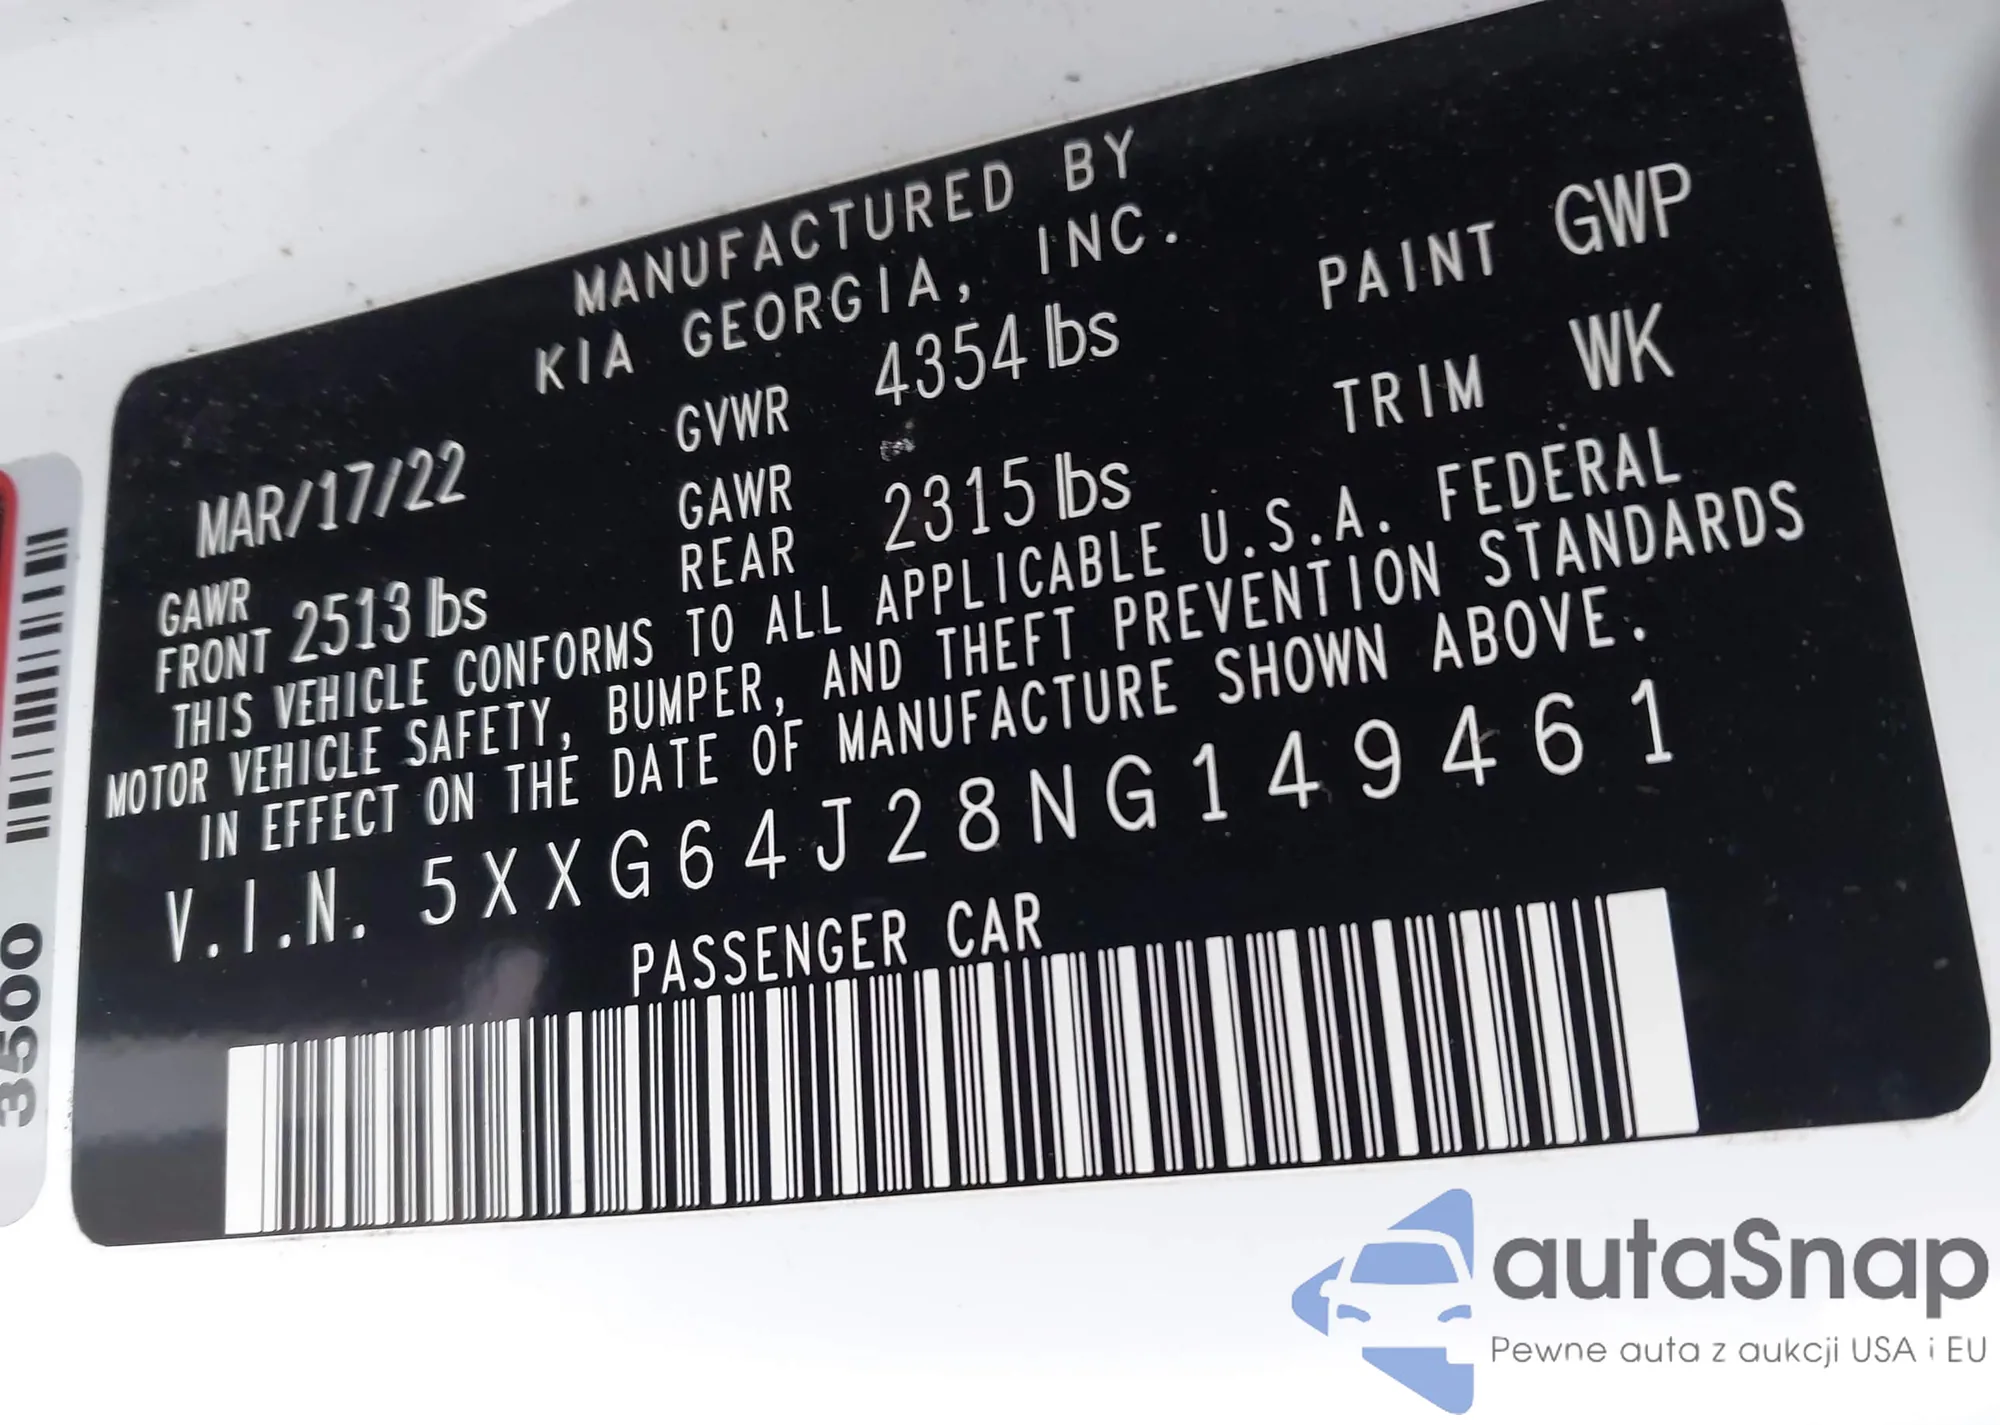 MANUFACTURED BY
KIA GEORGIA, INC.
MAR/17/22 GVWR 4354 lbs PAINT GWP
GAWR FRONT 2513 lbs
GAWR REAR 2315 lbs TRIM WK
THIS VEHICLE CONFORMS TO ALL APPLICABLE U.S.A. FEDERAL
MOTOR VEHICLE SAFETY, BUMPER, AND THEFT PREVENTION STANDARDS
IN EFFECT ON THE DATE OF MANUFACTURE SHOWN ABOVE.
V.I.N. 5XXG64J28NG149461
PASSENGER CAR
3500
autaSnap
Pewne auta z aukcji USA i EU